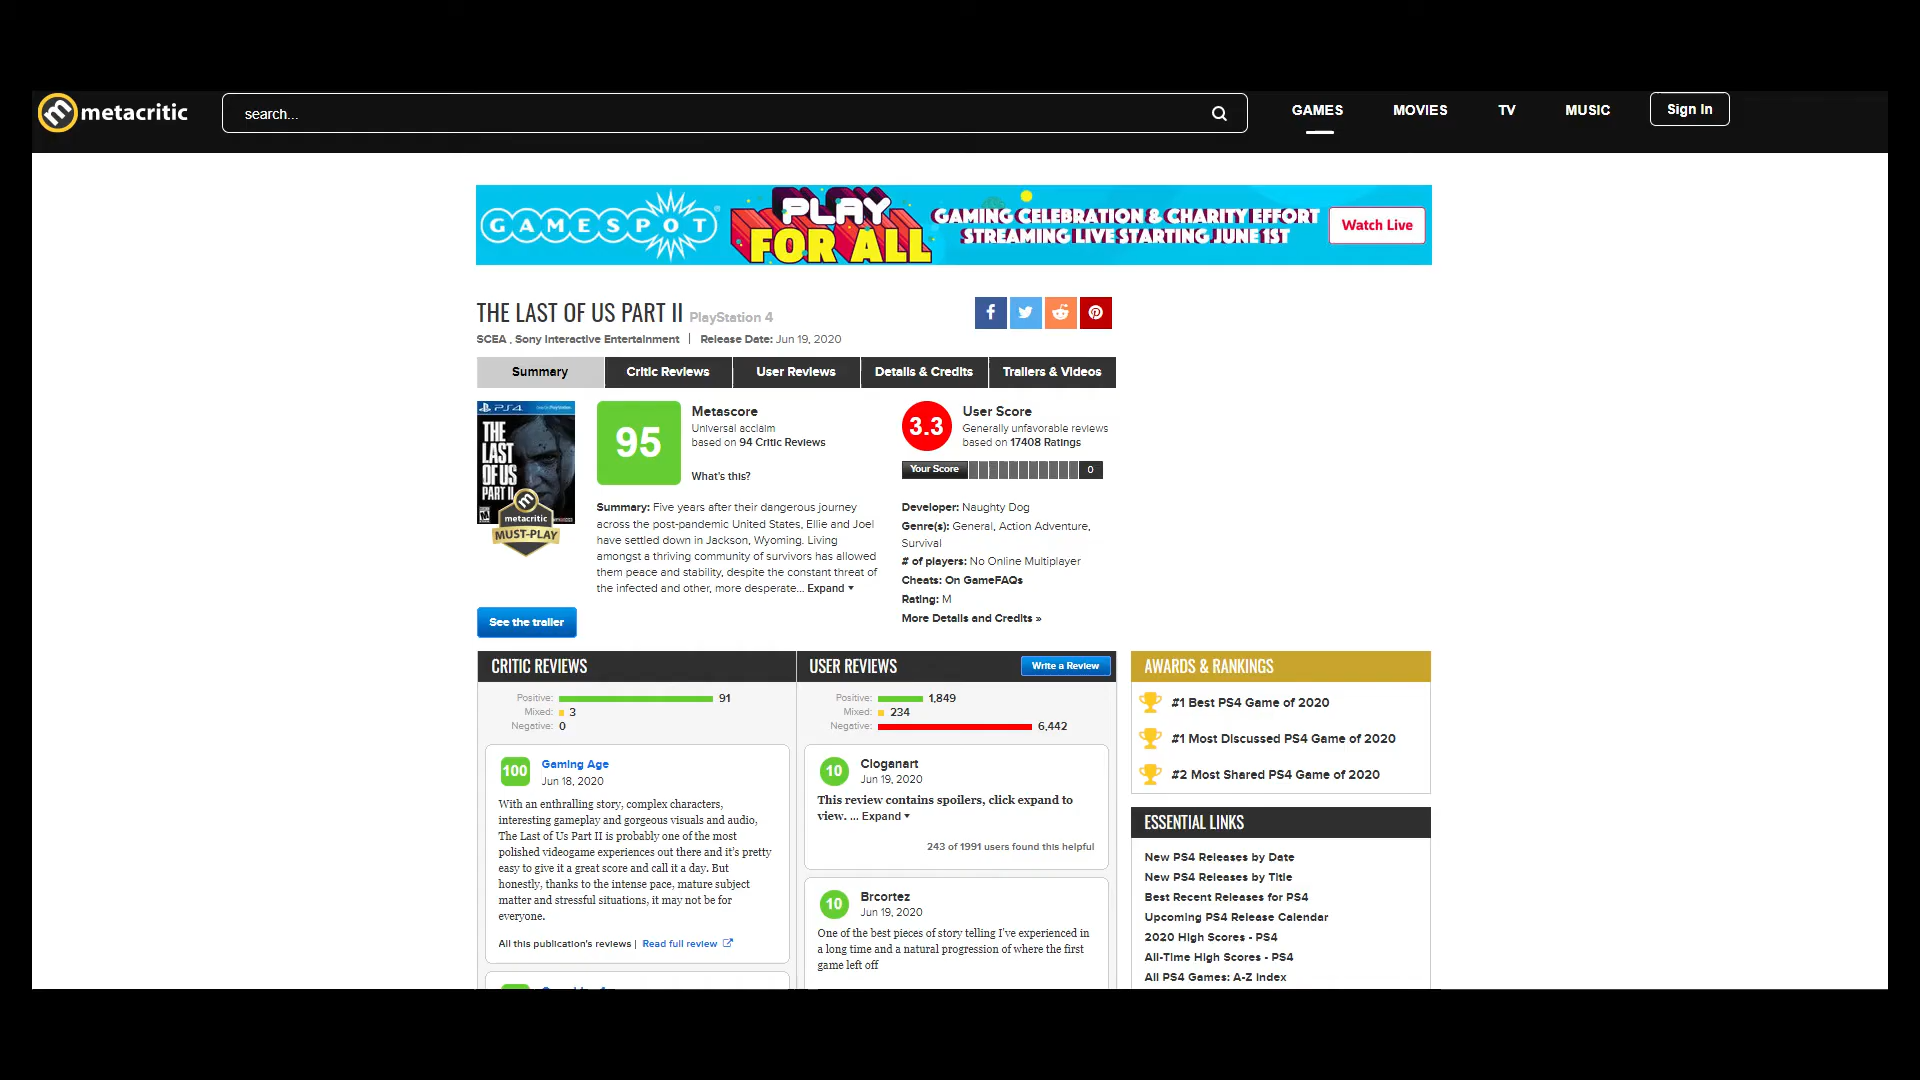 metacritic
search...
GAMES
MOVIES
TV
MUSIC
Sign In
GAMESPOT
PLAY
FOR ALL
GAMING CELEBRATION & CHARITY EFFORT
STREAMING LIVE STARTING JUNE 1ST
Watch Live
THE LAST OF US PART II PlayStation 4
SCEA , Sony Interactive Entertainment | Release Date: Jun 19, 2020
Summary
Critic Reviews
User Reviews
Details & Credits
Trailers & Videos
PS4
THE
LAST
OF US
PART II
metacritic
MUST-PLAY
See the trailer
95
Metascore
Universal acclaim
based on 94 Critic Reviews
What's this?
Summary: Five years after their dangerous journey
across the post-pandemic United States, Ellie and Joel
have settled down in Jackson, Wyoming. Living
amongst a thriving community of survivors has allowed
them peace and stability, despite the constant threat of
the infected and other, more desperate... Expand
3.3
User Score
Generally unfavorable reviews
based on 17408 Ratings
Your Score
0
Developer: Naughty Dog
Genre(s): General, Action Adventure,
Survival
# of players: No Online Multiplayer
Cheats: On GameFAQs
Rating: M
More Details and Credits »
CRITIC REVIEWS
Positive: 91
Mixed: 3
Negative: 0
100
Gaming Age
Jun 18, 2020
With an enthralling story, complex characters,
interesting gameplay and gorgeous visuals and audio,
The Last of Us Part II is probably one of the most
polished videogame experiences out there and it's pretty
easy to give it a great score and call it a day. But
honestly, thanks to the intense pace, mature subject
matter and stressful situations, it may not be for
everyone.
All this publication's reviews | Read full review
USER REVIEWS
Write a Review
Positive: 1,849
Mixed: 234
Negative: 6,442
10
Cloganart
Jun 19, 2020
This review contains spoilers, click expand to
view. ... Expand
243 of 1991 users found this helpful
10
Brcortez
Jun 19, 2020
One of the best pieces of story telling I've experienced in
a long time and a natural progression of where the first
game left off
AWARDS & RANKINGS
#1 Best PS4 Game of 2020
#1 Most Discussed PS4 Game of 2020
#2 Most Shared PS4 Game of 2020
ESSENTIAL LINKS
New PS4 Releases by Date
New PS4 Releases by Title
Best Recent Releases for PS4
Upcoming PS4 Release Calendar
2020 High Scores - PS4
All-Time High Scores - PS4
All PS4 Games: A-Z Index